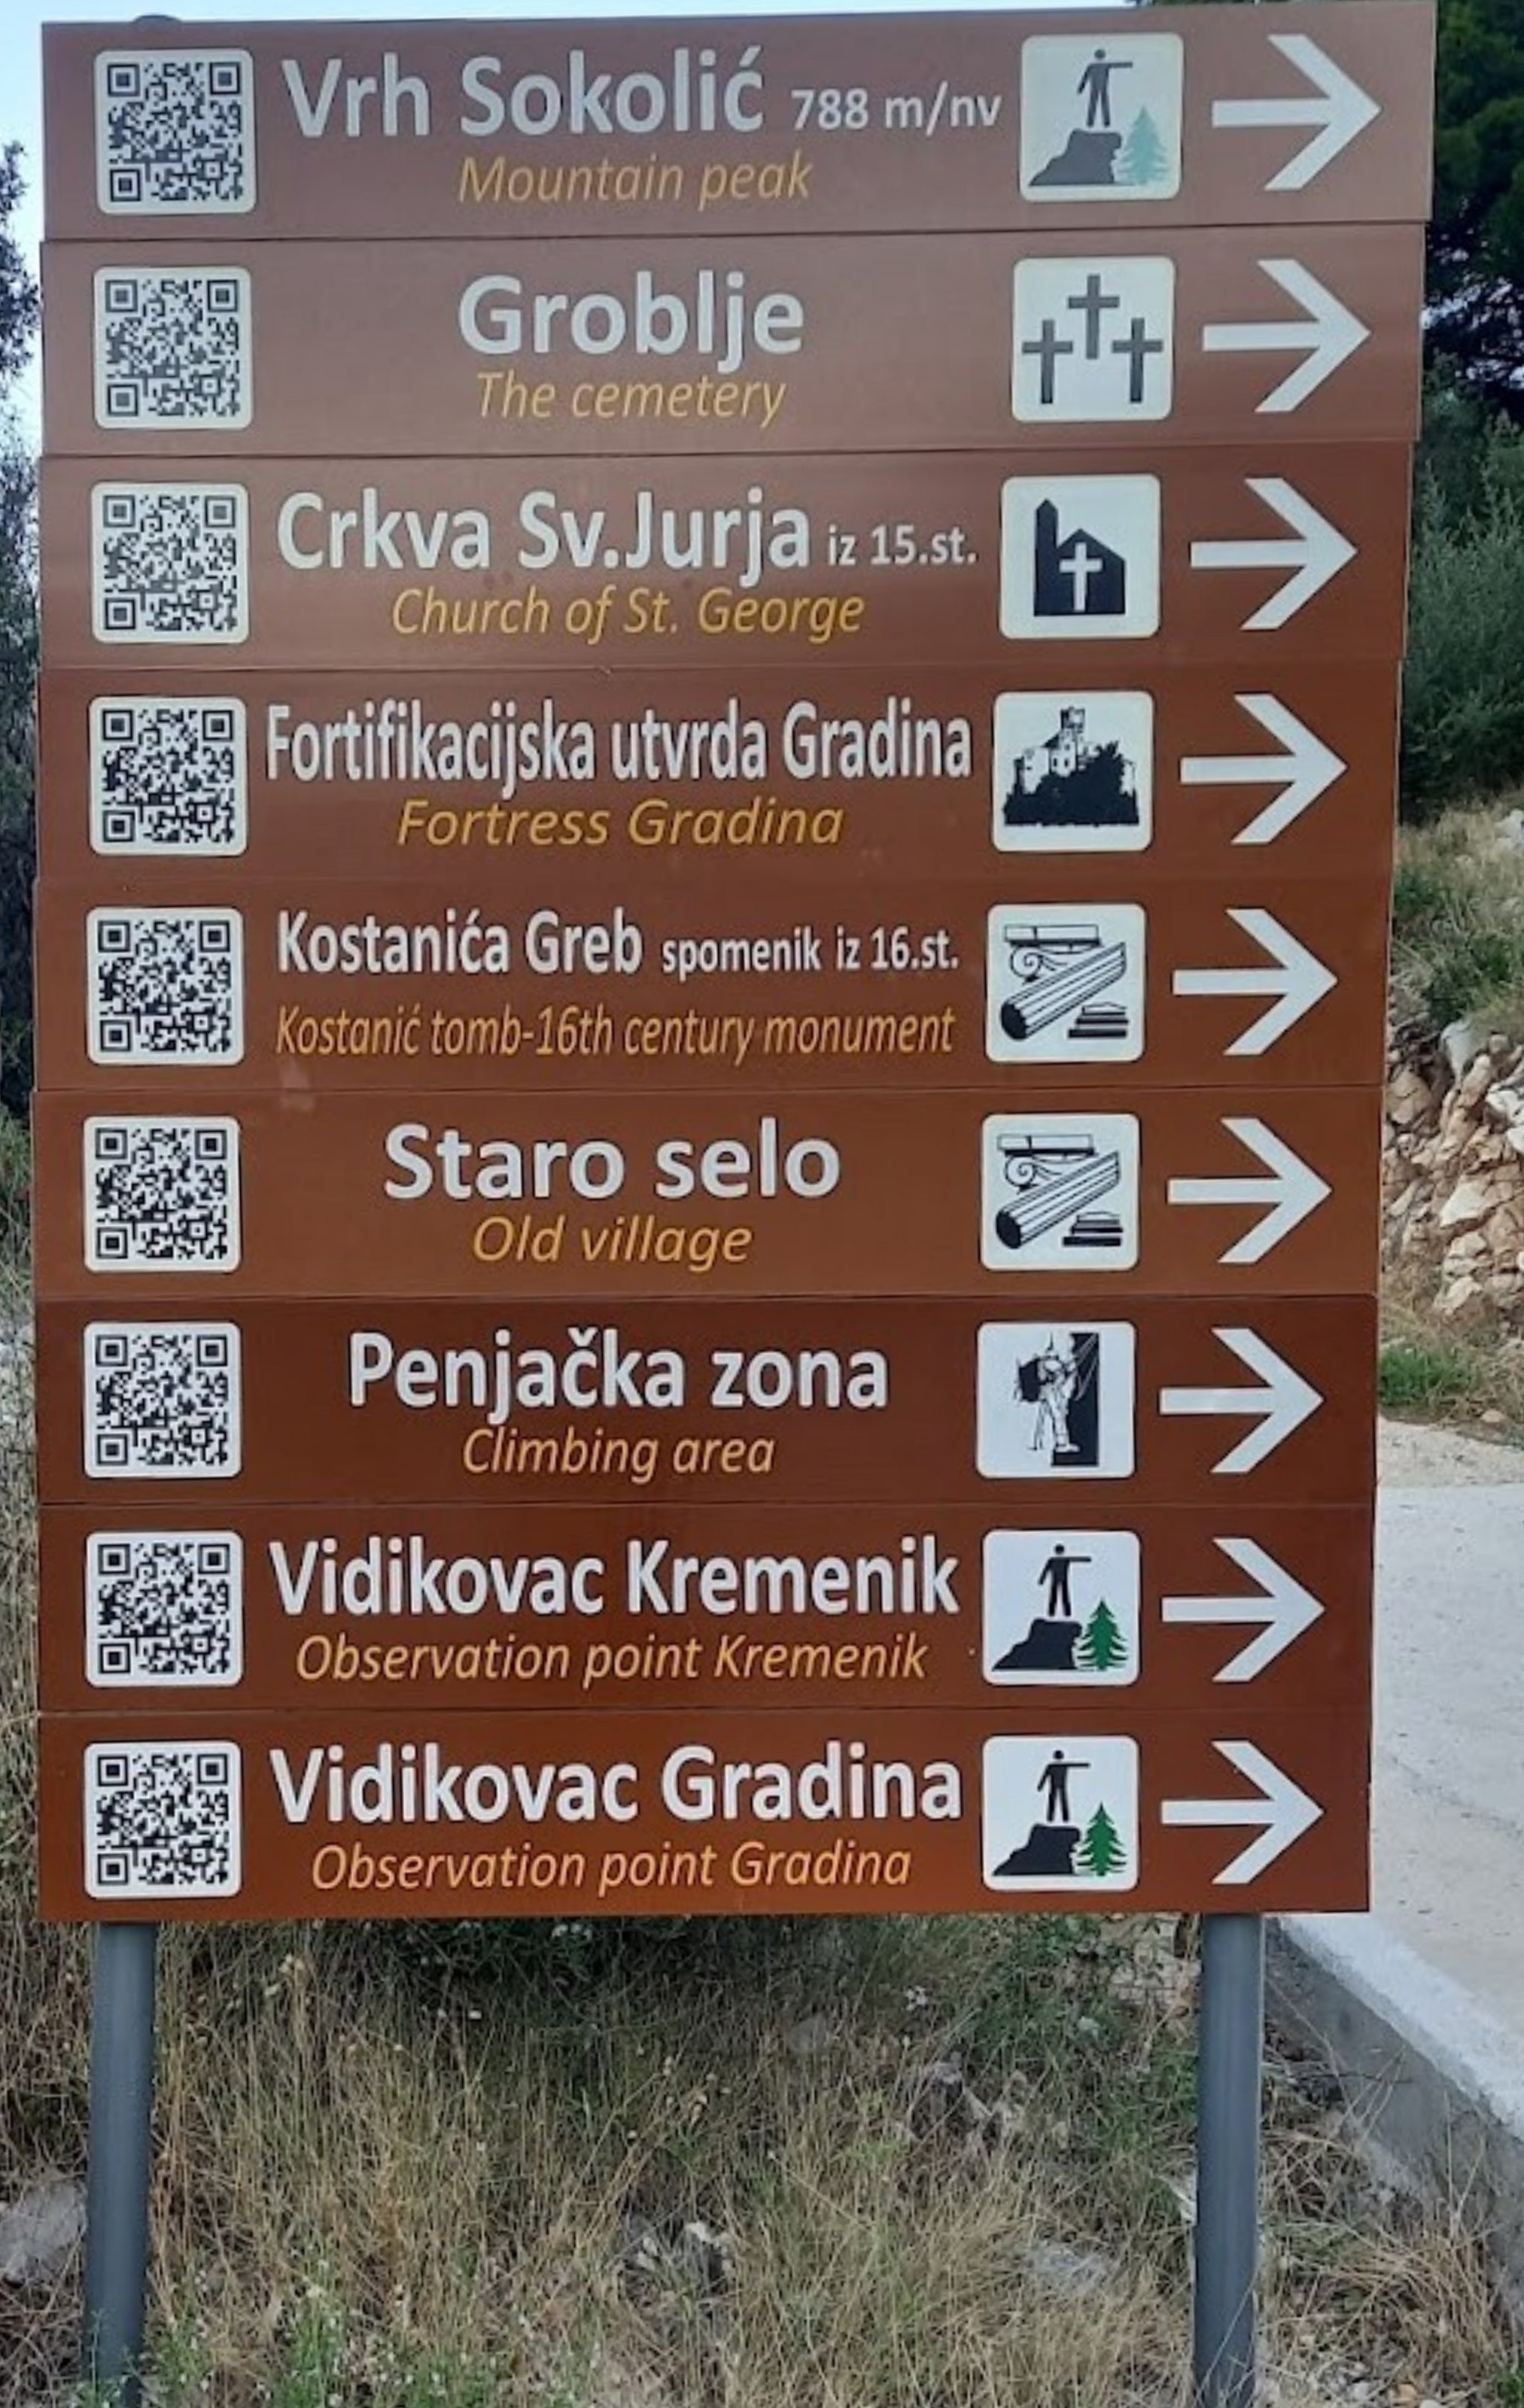 Vrh Sokolić 788 m/nv
Mountain peak
Groblje
The cemetery
Crkva Sv.Jurja iz 15.st.
Church of St. George
Fortifikacijska utvrda Gradina
Fortress Gradina
Kostanića Greb spomenik iz 16.st.
Kostanić tomb-16th century monument
Staro selo
Old village
Penjačka zona
Climbing area
Vidikovac Kremenik
Observation point Kremenik
Vidikovac Gradina
Observation point Gradina